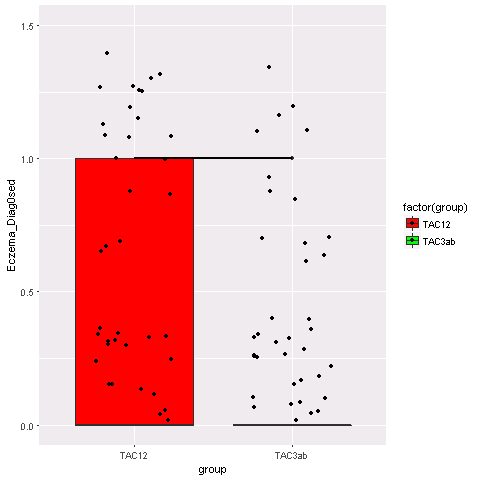 1.5
1.0
0.5
0.0
Eczema_Diag0sed
TAC12
TAC3ab
group
factor(group)
TAC12
TAC3ab